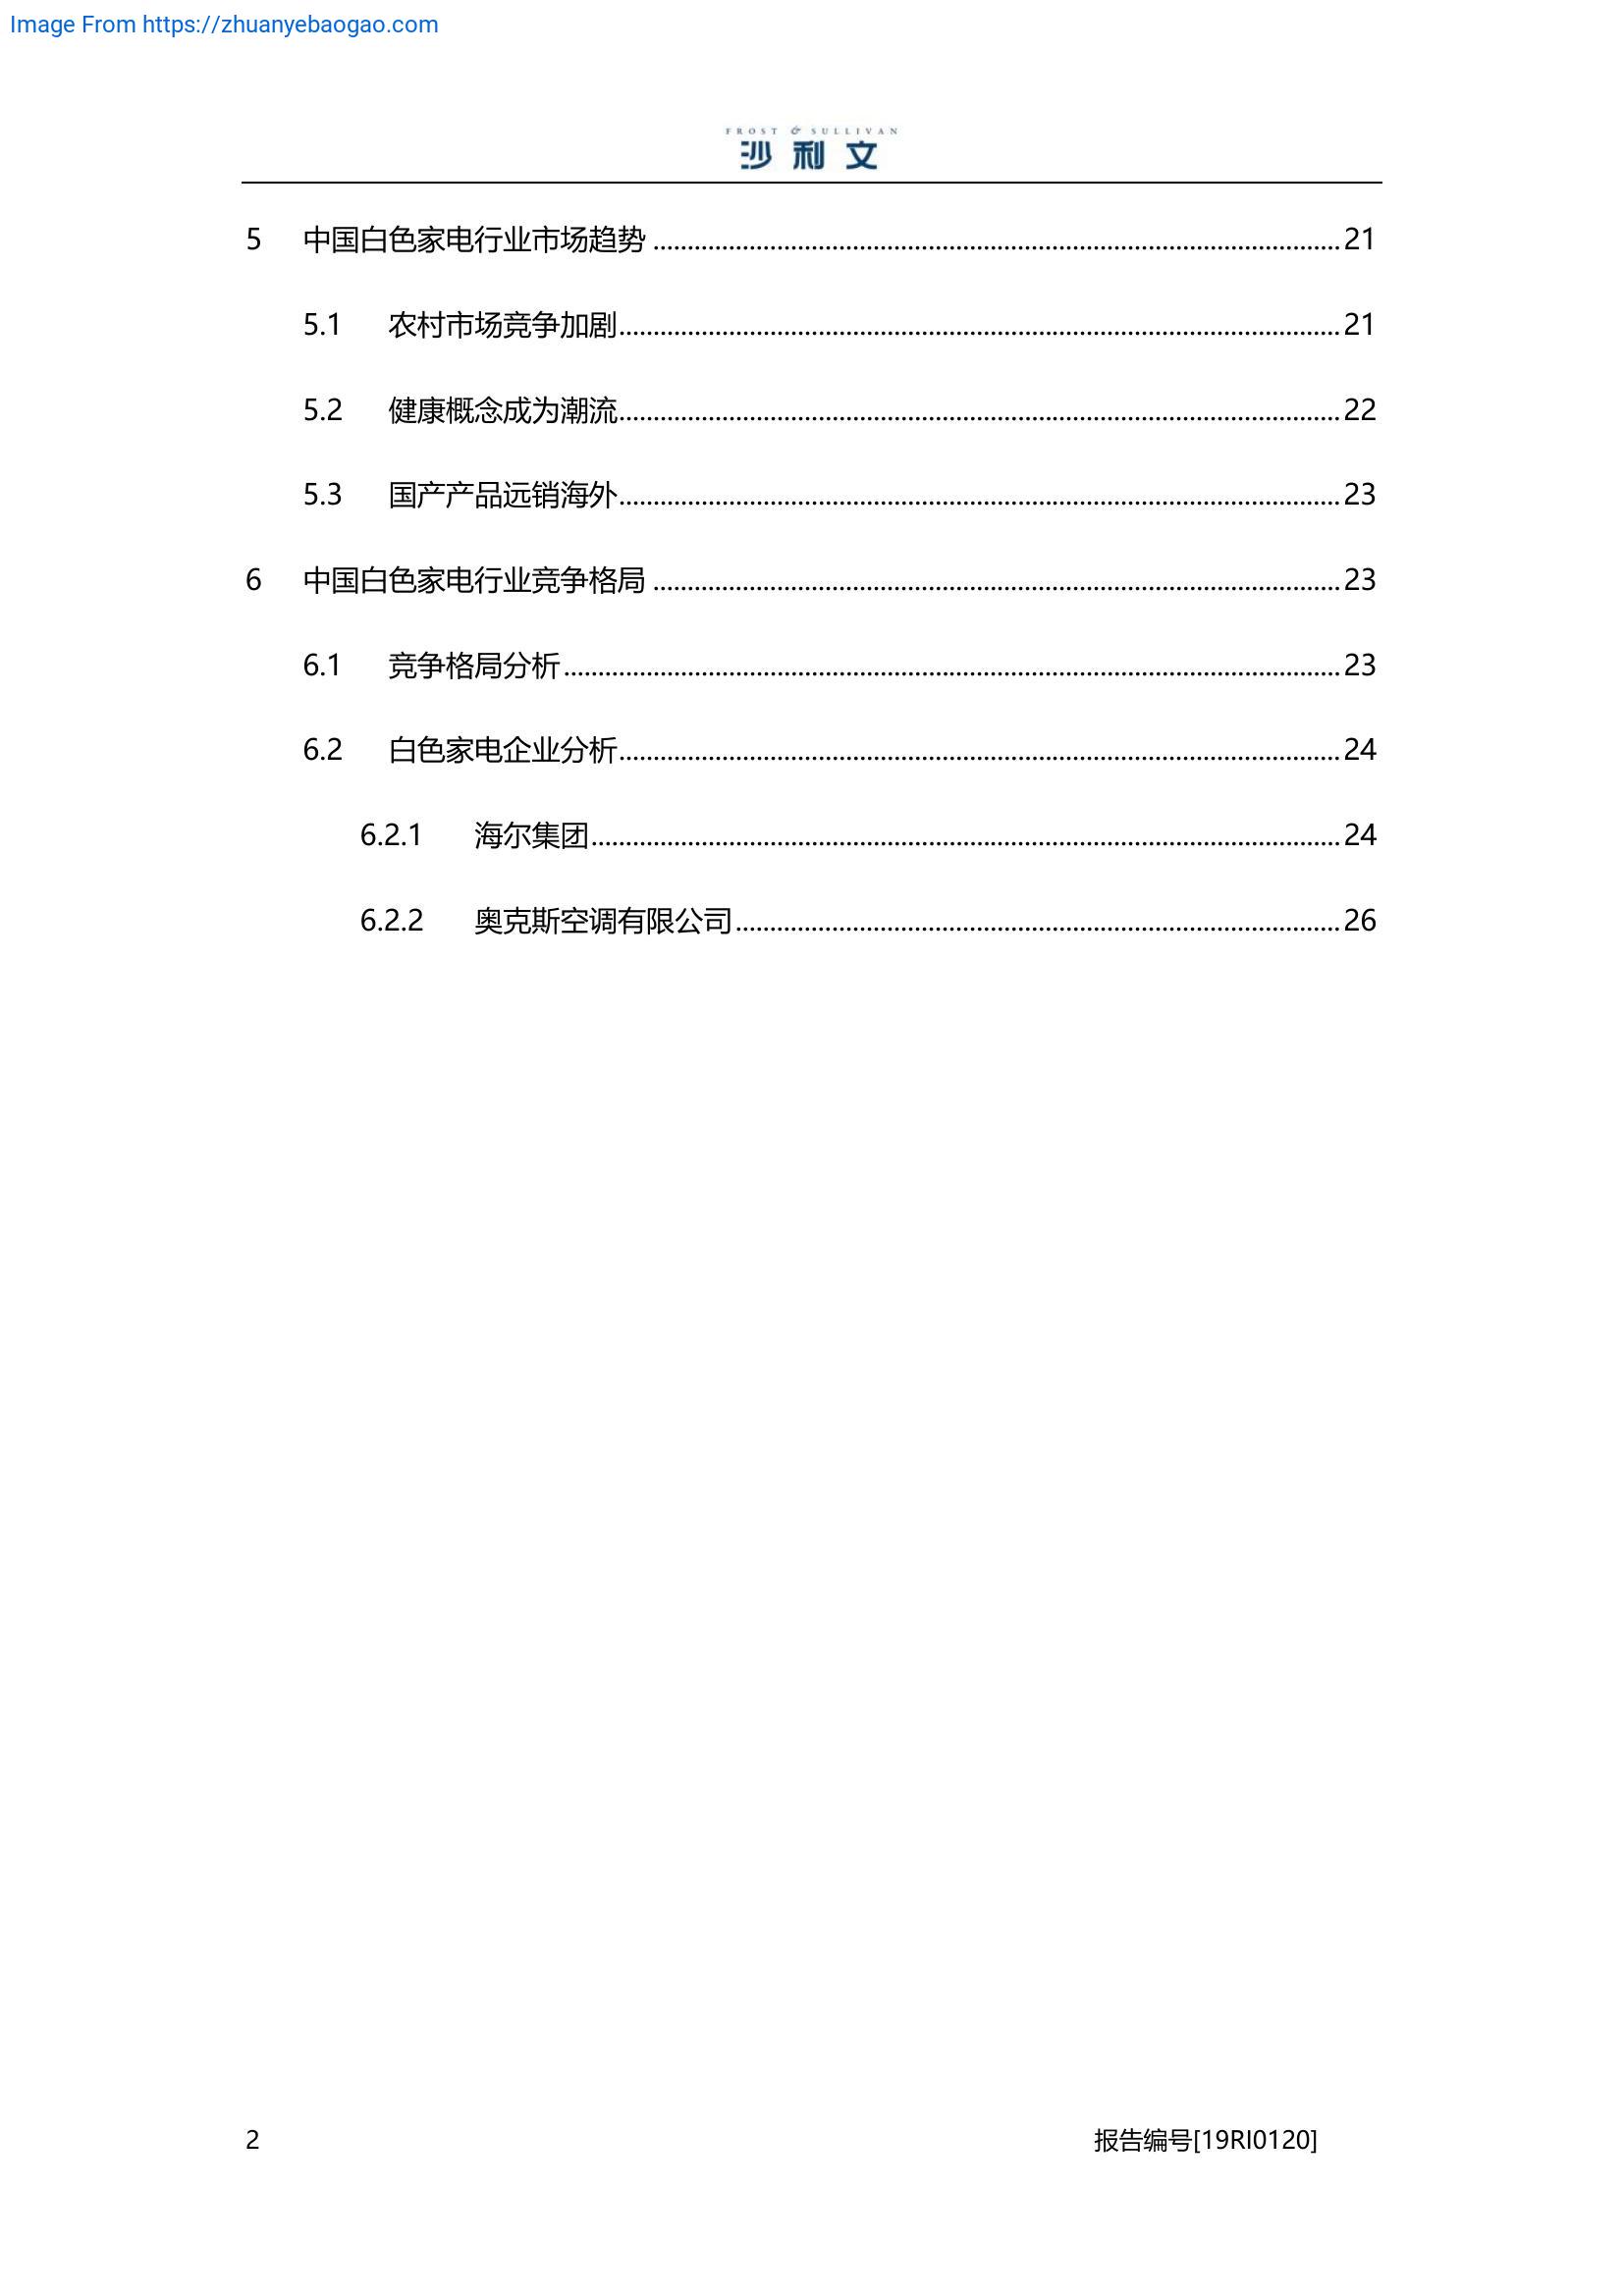 Image From https://zhuanyebaogao.com
FROST & SULLIVAN
沙利文
5 中国白色家电行业市场趋势 ........................ 21
5.1 农村市场竞争加剧 ........................ 21
5.2 健康概念成为潮流 ........................ 22
5.3 国产产品远销海外 ........................ 23
6 中国白色家电行业竞争格局 ........................ 23
6.1 竞争格局分析 ........................ 23
6.2 白色家电企业分析 ........................ 24
6.2.1 海尔集团 ........................ 24
6.2.2 奥克斯空调有限公司 ........................ 26
2 报告编号[19RI0120]